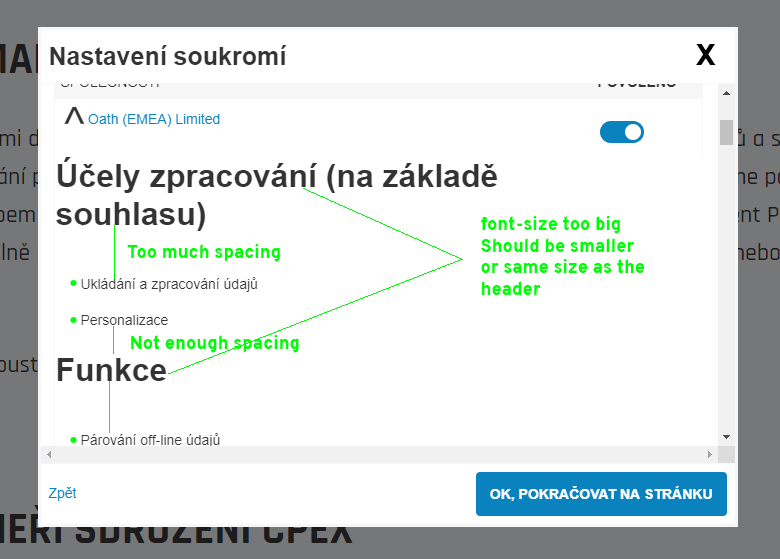 Nastavení soukromí
X
Oath (EMEA) Limited
Účely zpracování (na základě
souhlasu)
font-size too big
Should be smaller
or same size as the
header
Too much spacing
Ukládání a zpracování údajů
Personalizace
Not enough spacing
Funkce
Párování off-line údajů
Zpět
OK, POKRAČOVAT NA STRÁNKU
SDRUŽENÍ CPEX